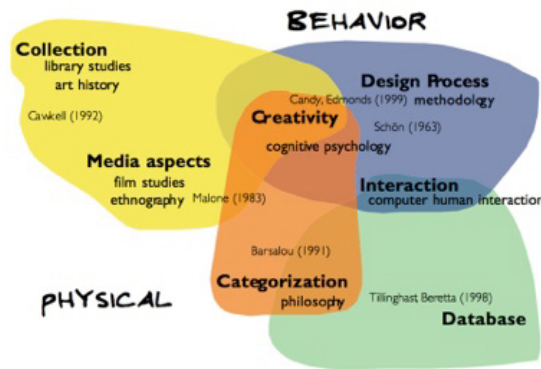 BEHAVIOR
Collection
library studies
art history
Design Process
Candy, Edmonds (1999) methodology
Cawkell (1992)
Creativity
Schön (1963)
cognitive psychology
Media aspects
film studies
ethnography Malone (1983)
Interaction
computer human interaction
Barsalou (1991)
Categorization
philosophy
PHYSICAL
Tillinghast Beretta (1998)
Database